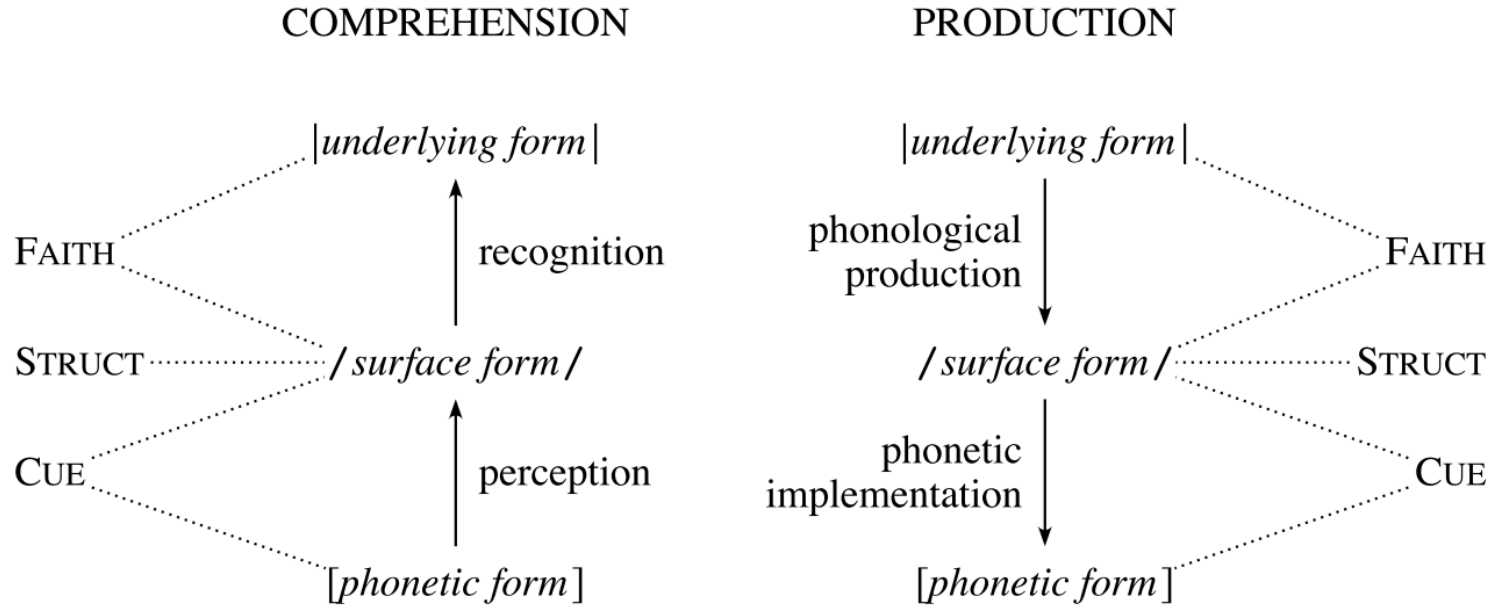 COMPREHENSION PRODUCTION
|underlying form| |underlying form|
FAITH recognition phonological production FAITH
STRUCT /surface form/ /surface form/ STRUCT
CUE perception phonetic implementation CUE
[phonetic form] [phonetic form]